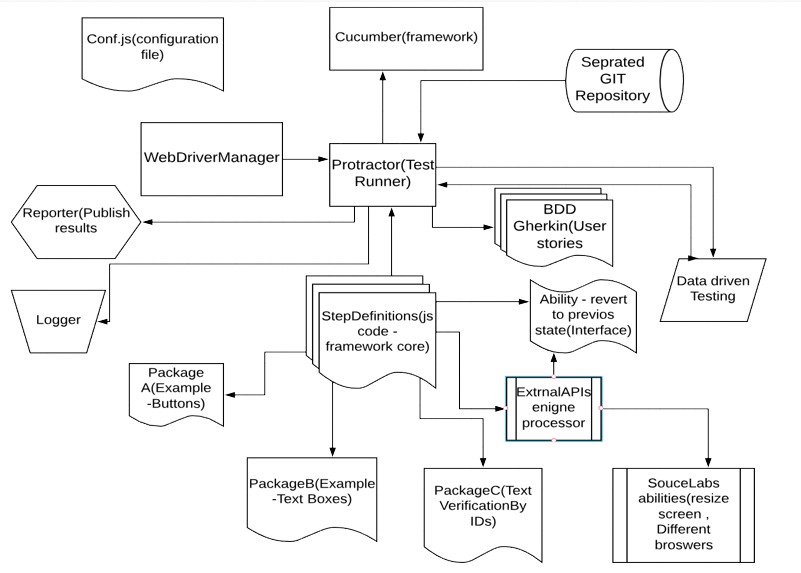 Conf.js(configuration
file)
Cucumber(framework)
Seprated
GIT
Repository
WebDriverManager
Protractor(Test
Runner)
Reporter(Publish
results
BDD
Gherkin(User
stories
Data driven
Testing
Logger
StepDefinitions(js
code -
framework core)
Ability - revert
to previos
state(Interface)
Package
A(Example
-Buttons)
ExtrnalAPIs
enigne
processor
PackageB(Example
-Text Boxes)
PackageC(Text
VerificationBy
IDs)
SouceLabs
abilities(resize
screen ,
Different
broswers